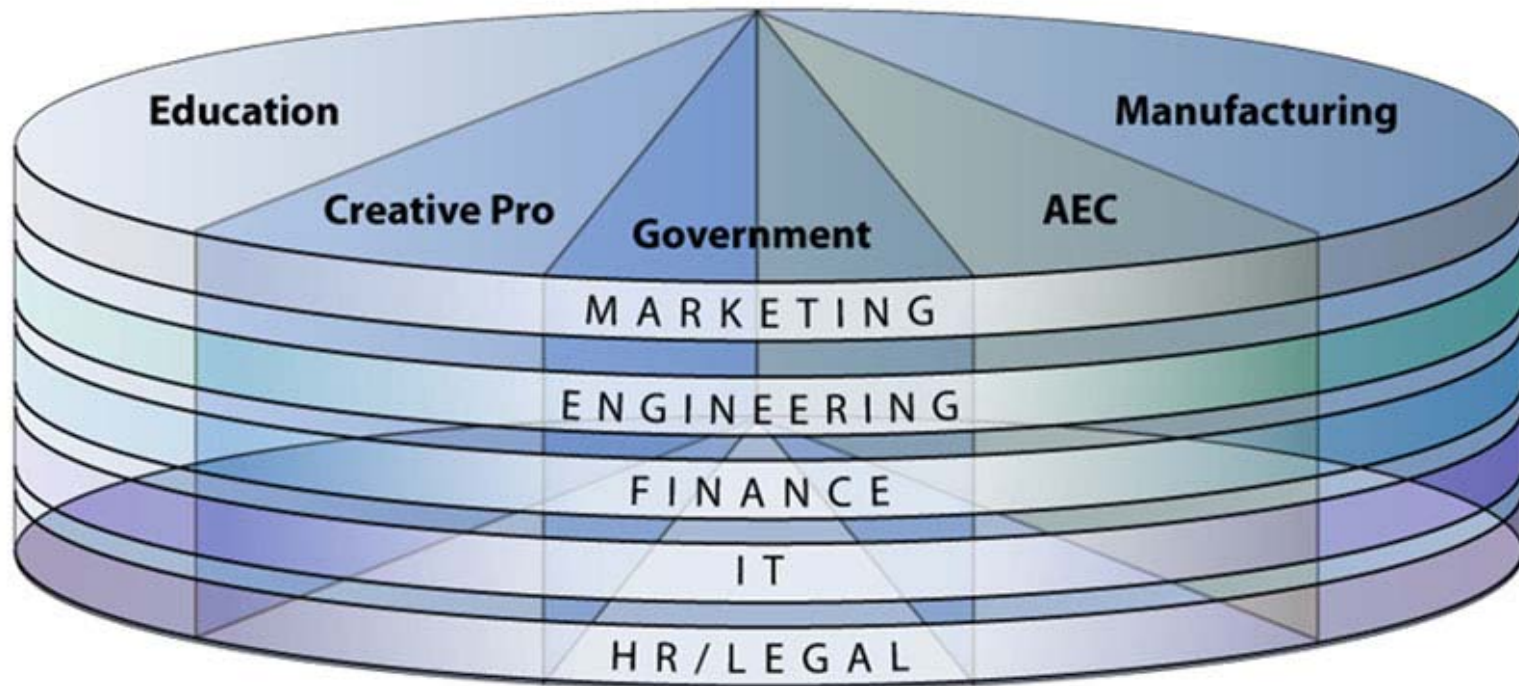 Education
Manufacturing
Creative Pro
AEC
Government
MARKETING
ENGINEERING
FINANCE
IT
HR/LEGAL